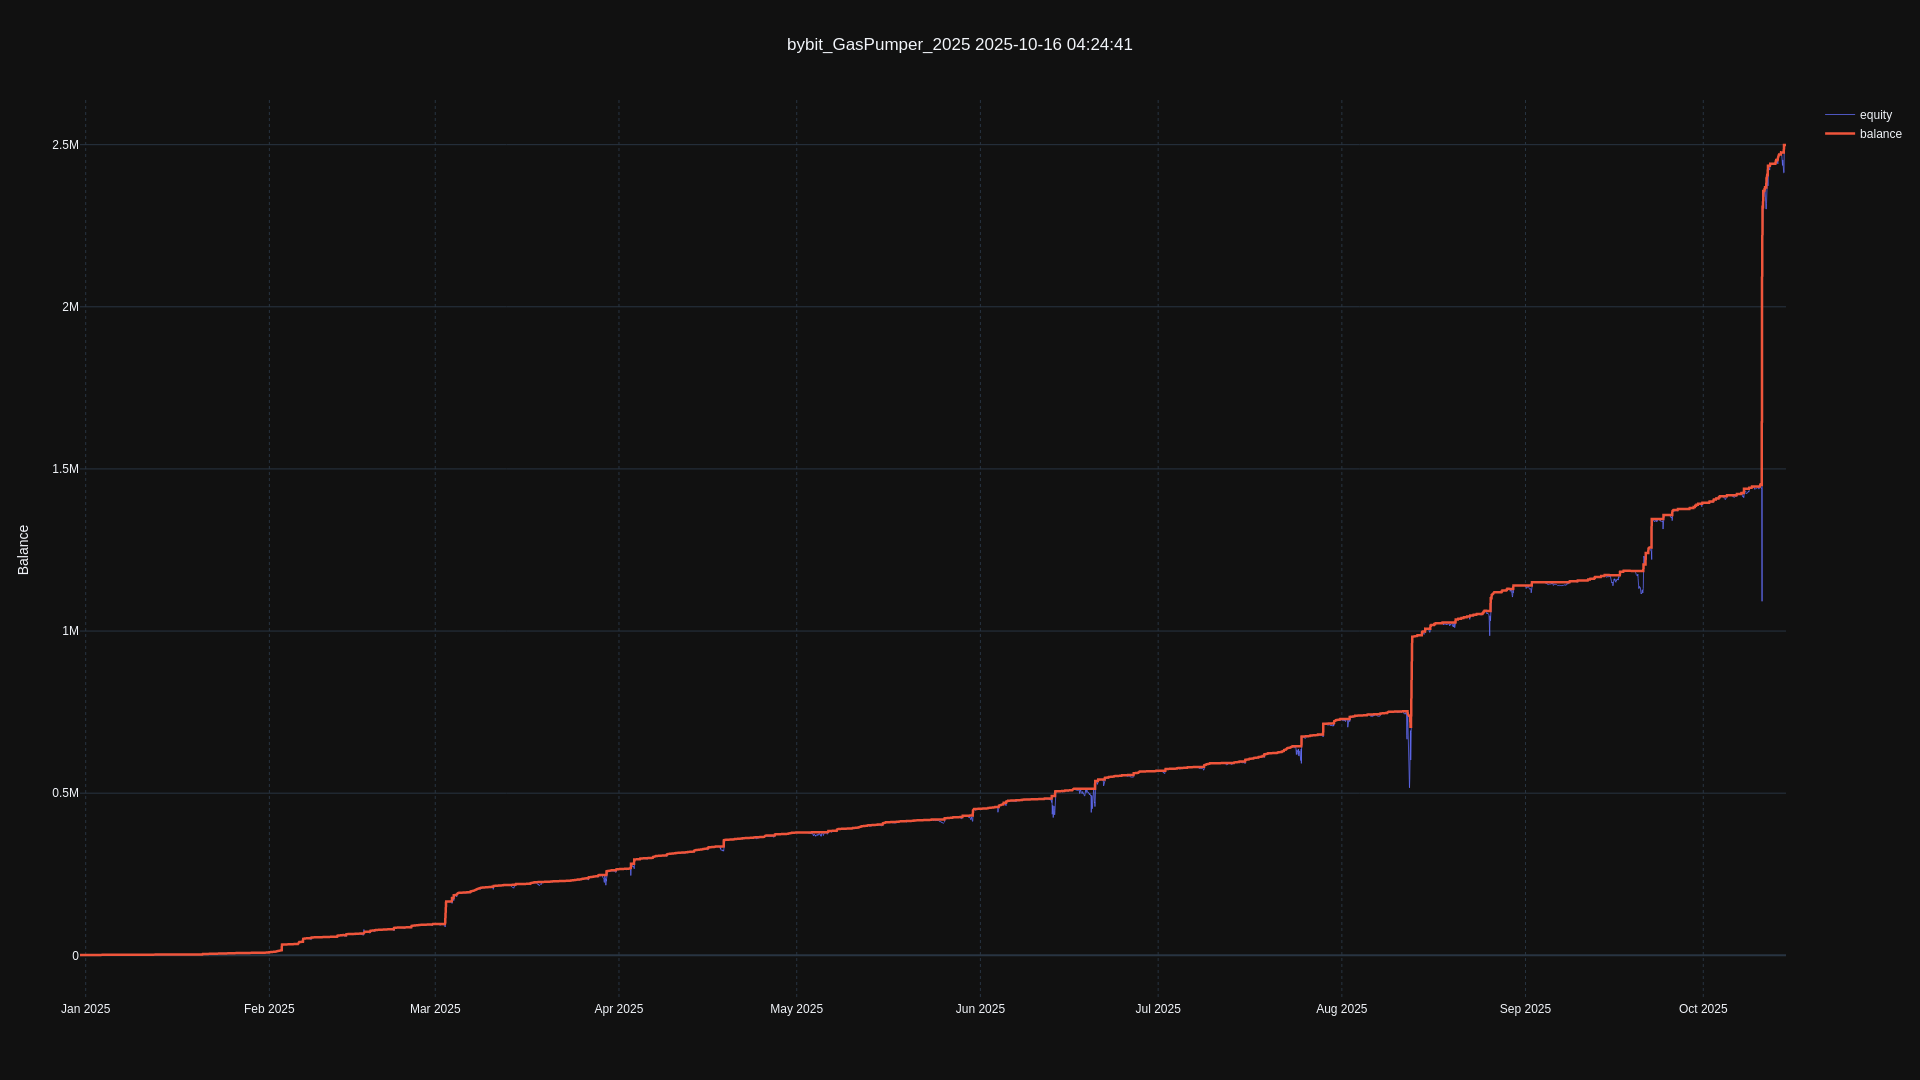 bybit_GasPumper_2025 2025-10-16 04:24:41
equity
balance
2.5M
2M
1.5M
1M
0.5M
0
Balance
Jan 2025
Feb 2025
Mar 2025
Apr 2025
May 2025
Jun 2025
Jul 2025
Aug 2025
Sep 2025
Oct 2025